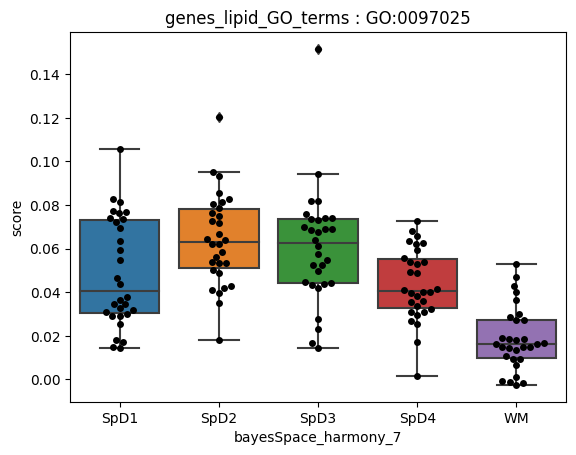 genes_lipid_GO_terms : GO:0097025
score
0.14
0.12
0.10
0.08
0.06
0.04
0.02
0.00
SpD1 SpD2 SpD3 SpD4 WM
bayesSpace_harmony_7